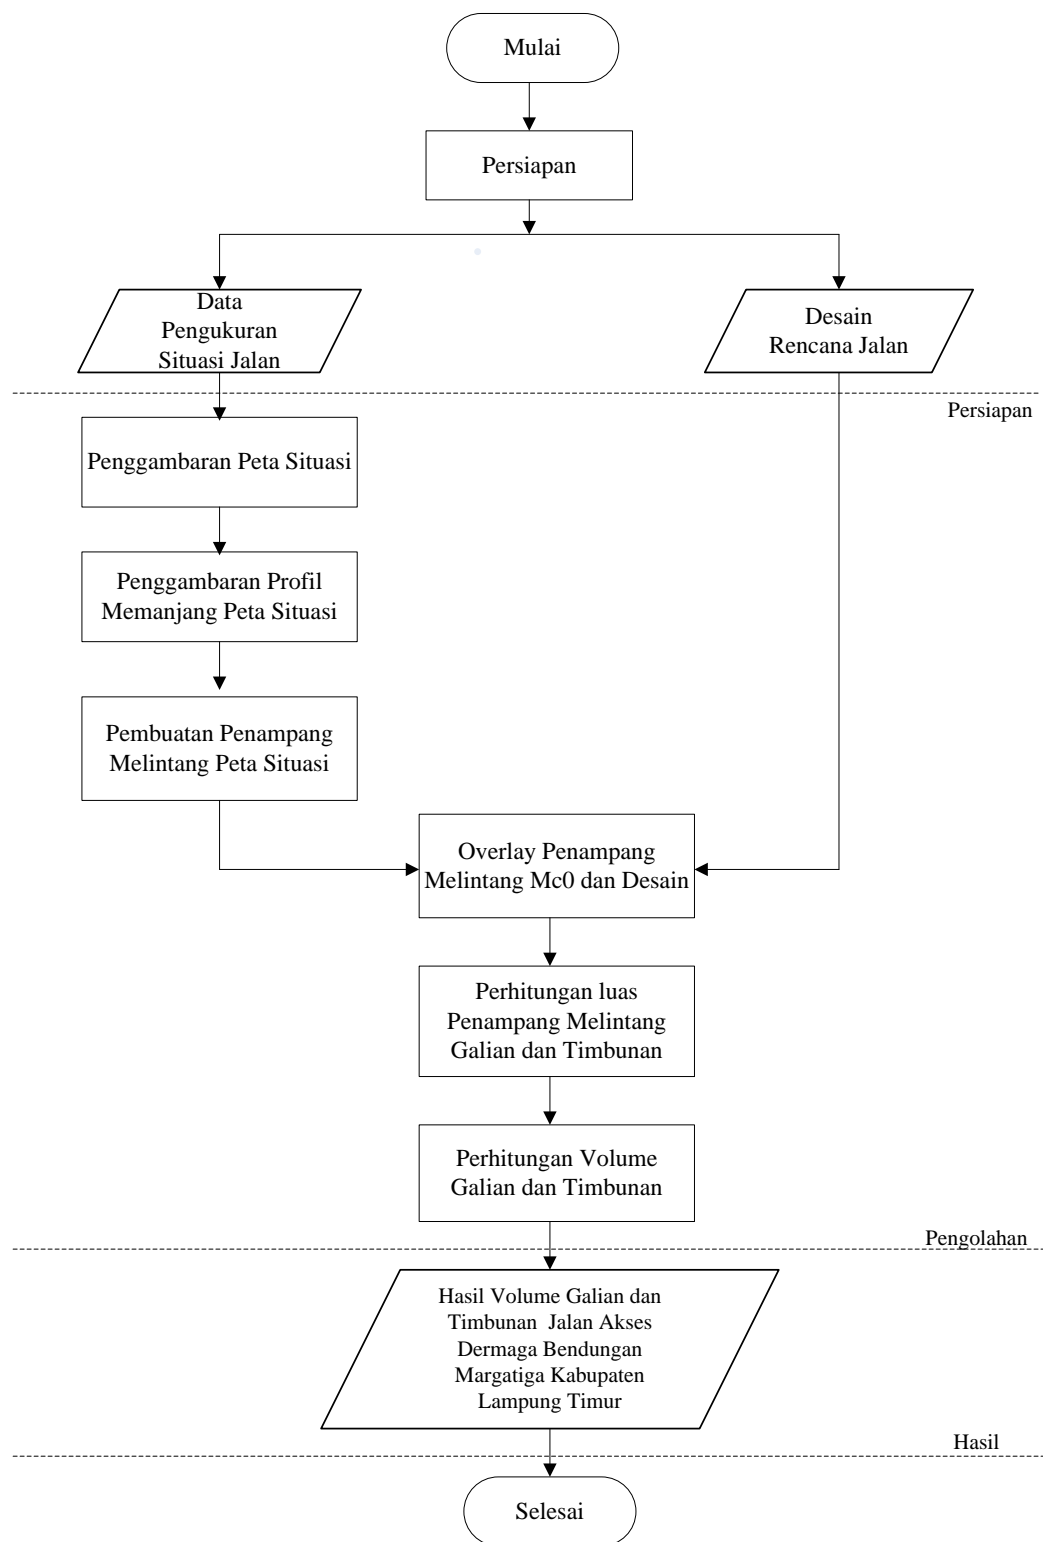 Mulai
Persiapan
Data
Pengukuran
Situasi Jalan
Desain
Rencana Jalan
Persiapan
Penggambaran Peta Situasi
Penggambaran Profil
Memanjang Peta Situasi
Pembuatan Penampang
Melintang Peta Situasi
Overlay Penampang
Melintang Mc0 dan Desain
Perhitungan luas
Penampang Melintang
Galian dan Timbunan
Perhitungan Volume
Galian dan Timbunan
Pengolahan
Hasil Volume Galian dan
Timbunan Jalan Akses
Dermaga Bendungan
Margatiga Kabupaten
Lampung Timur
Hasil
Selesai